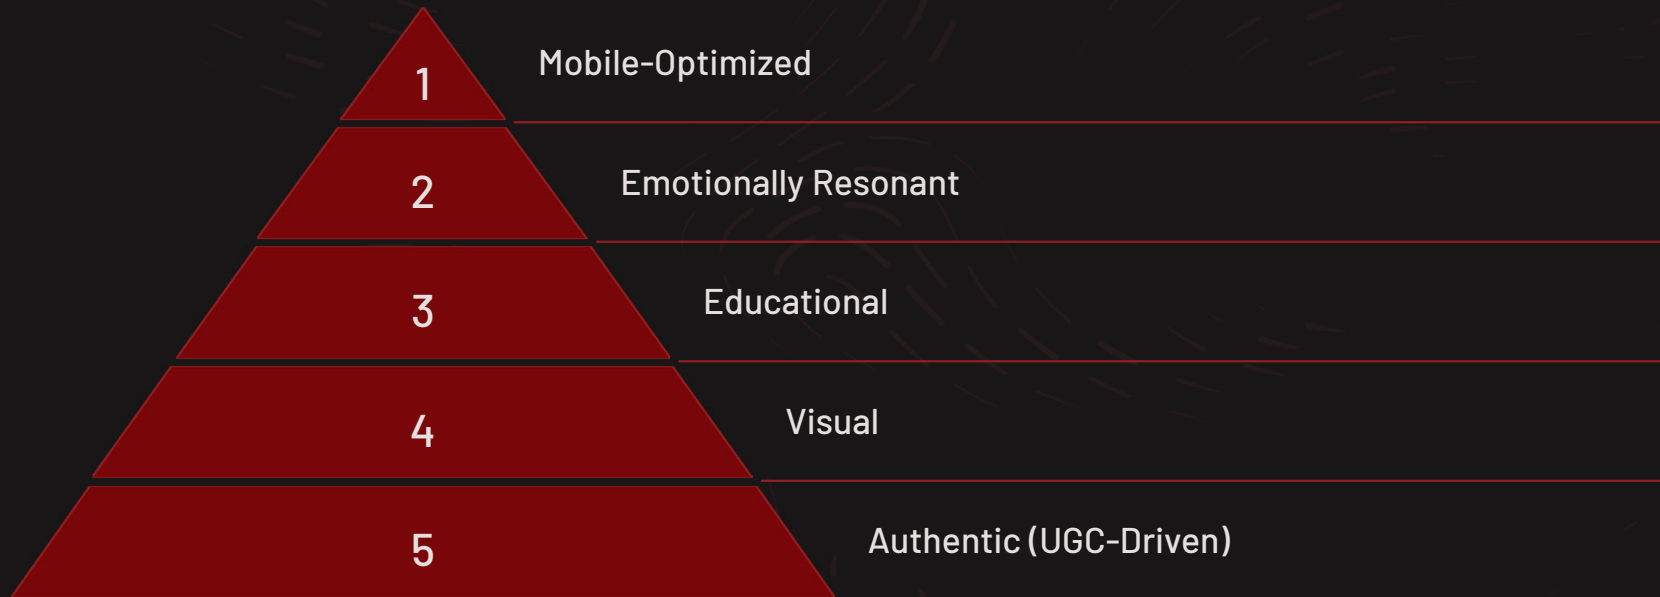 1
Mobile-Optimized
2
Emotionally Resonant
3
Educational
4
Visual
5
Authentic (UGC-Driven)